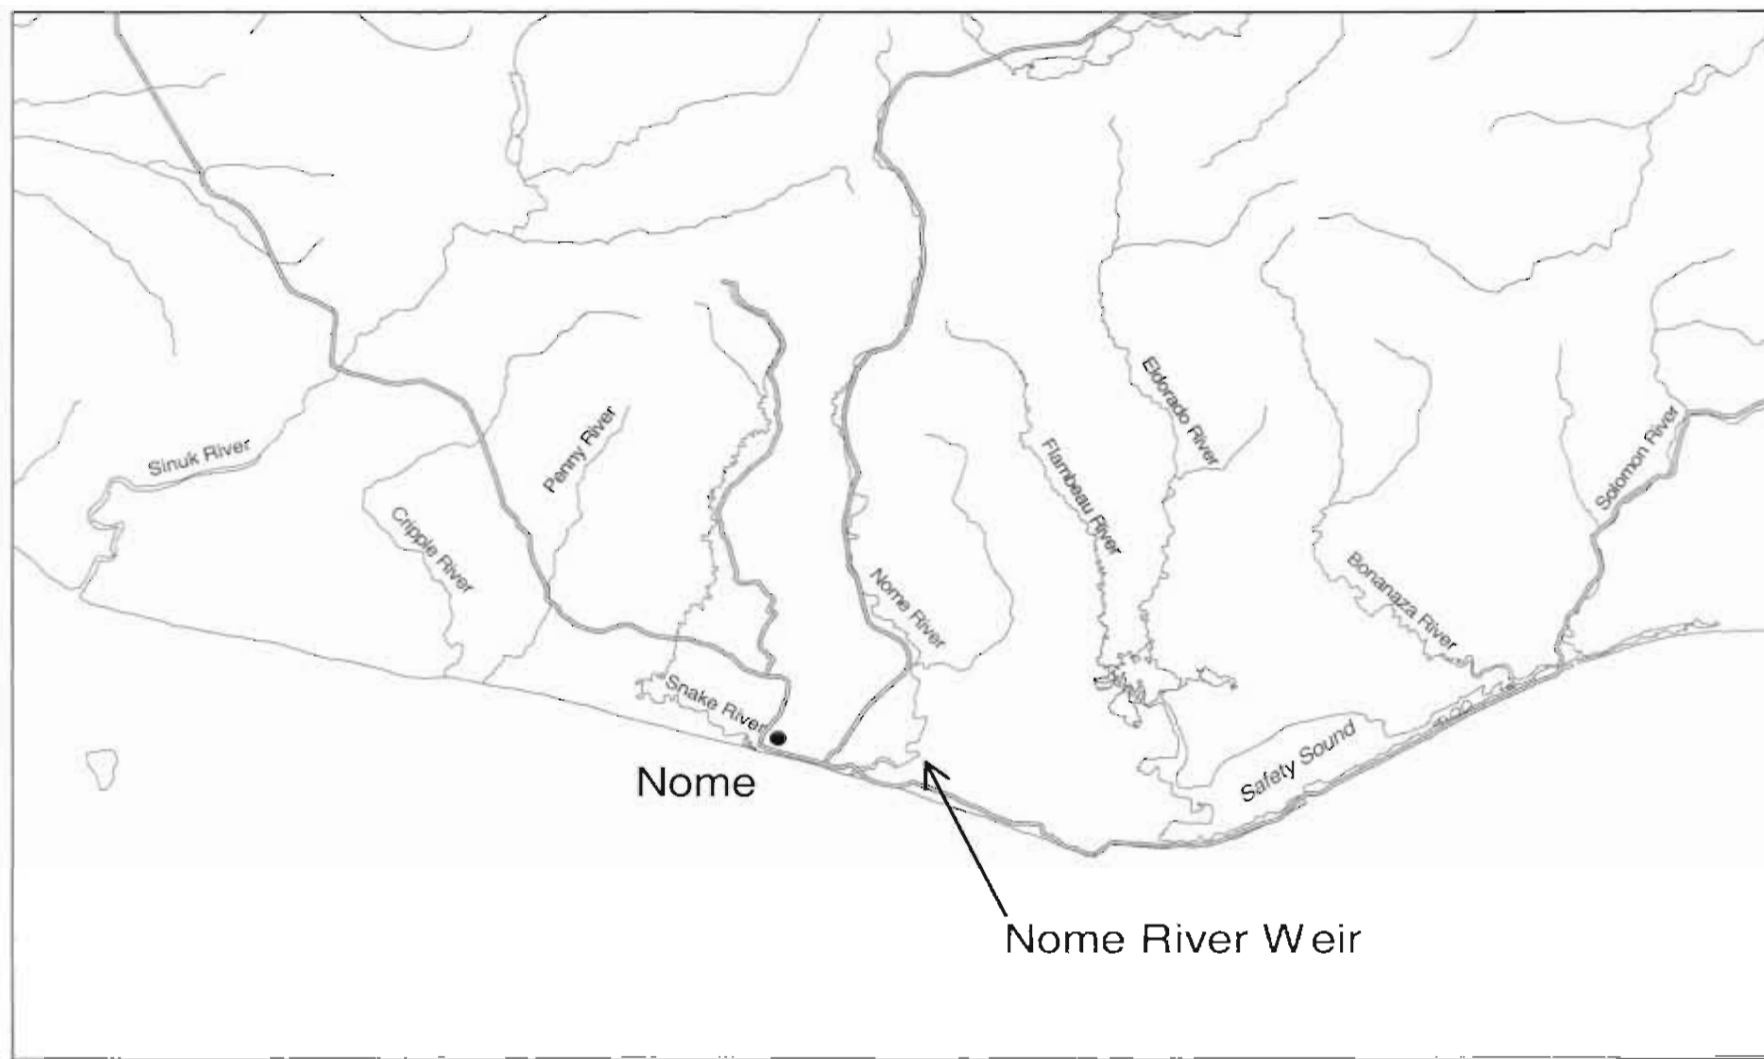 Sinuk River
Cripple River
Penny River
Snake River
Nome
Nome River
Flambeau River
Eldorado River
Bonanaza River
Solomon River
Safety Sound
Nome River Weir